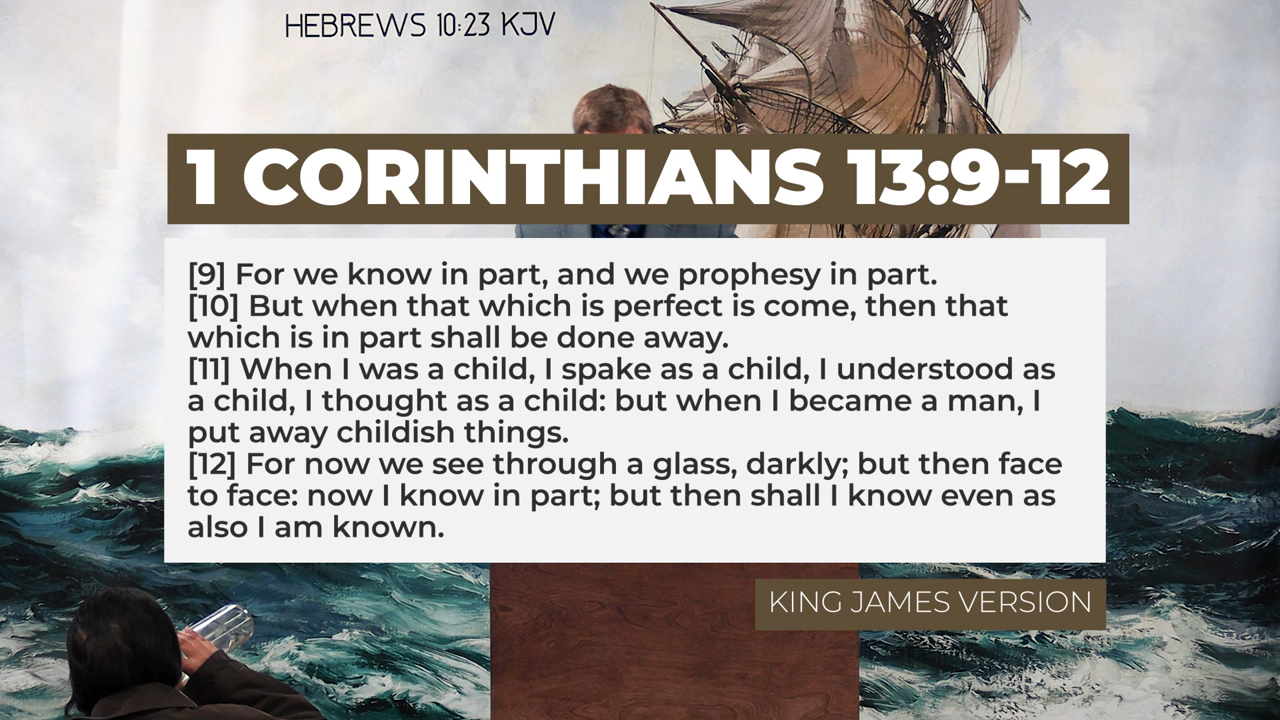 HEBREWS 10:23 KJV
1 CORINTHIANS 13:9-12
[9] For we know in part, and we prophesy in part.
[10] But when that which is perfect is come, then that
which is in part shall be done away.
[11] When I was a child, I spake as a child, I understood as
a child, I thought as a child: but when I became a man, I
put away childish things.
[12] For now we see through a glass, darkly; but then face
to face: now I know in part; but then shall I know even as
also I am known.
KING JAMES VERSION